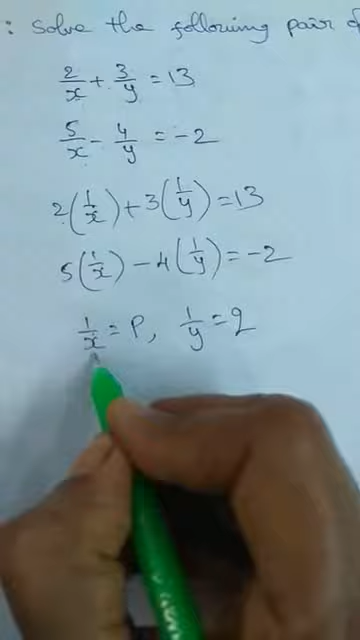 : Solve the following pair of
2/x + 3/y = 13
5/x - 4/y = -2
2(1/x) + 3(1/y) = 13
5(1/x) - 4(1/y) = -2
1/x = P, 1/y = q